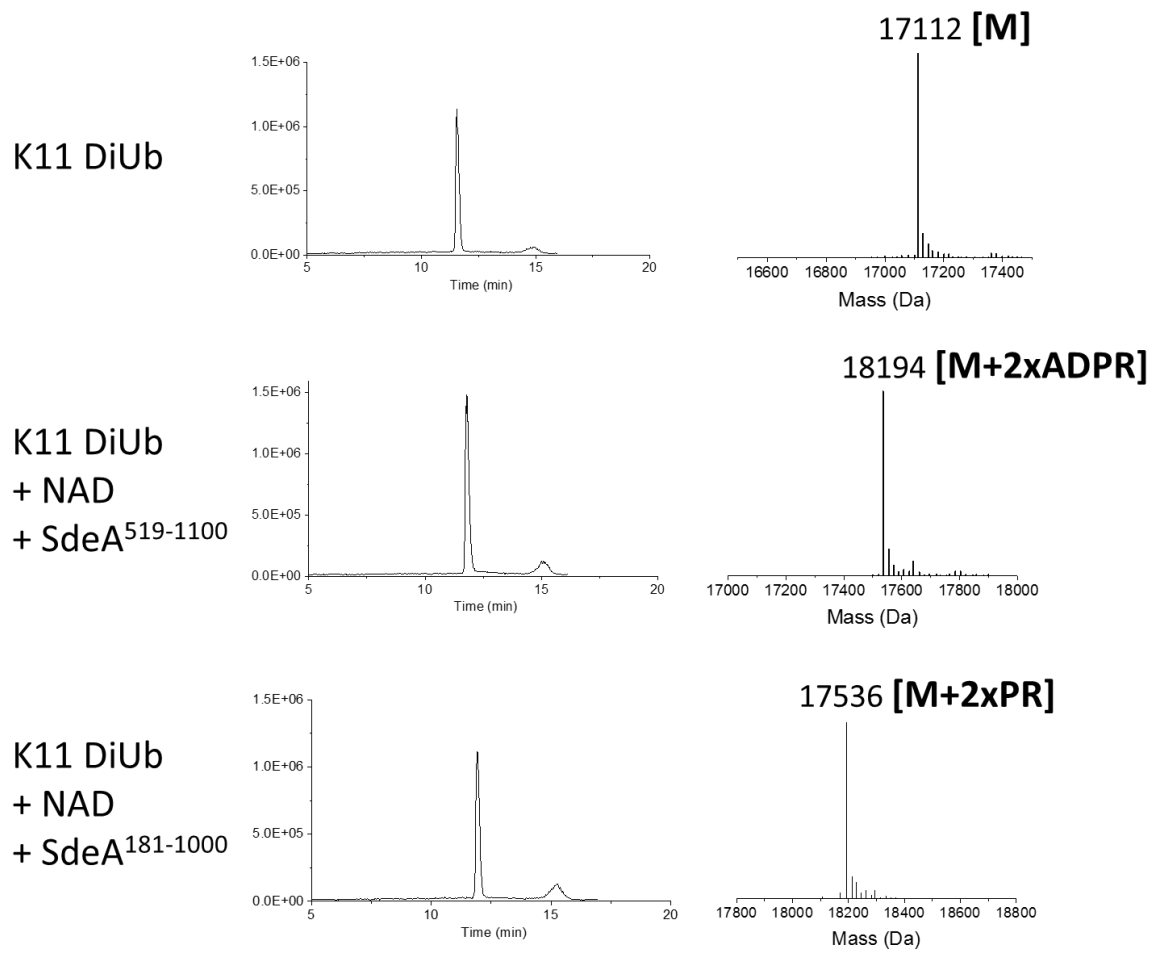 17112 [M]
1.5E+06
1.0E+06
5.0E+05
0.0E+00
5 10 15 20
Time (min)
K11 DiUb
16600 16800 17000 17200 17400
Mass (Da)
18194 [M+2xADPR]
1.5E+06
1.0E+06
5.0E+05
0.0E+00
5 10 15 20
Time (min)
K11 DiUb
+ NAD
+ SdeA519-1100
17000 17200 17400 17600 17800 18000
Mass (Da)
17536 [M+2xPR]
1.5E+06
1.0E+06
5.0E+05
0.0E+00
5 10 15 20
Time (min)
K11 DiUb
+ NAD
+ SdeA181-1000
17800 18000 18200 18400 18600 18800
Mass (Da)